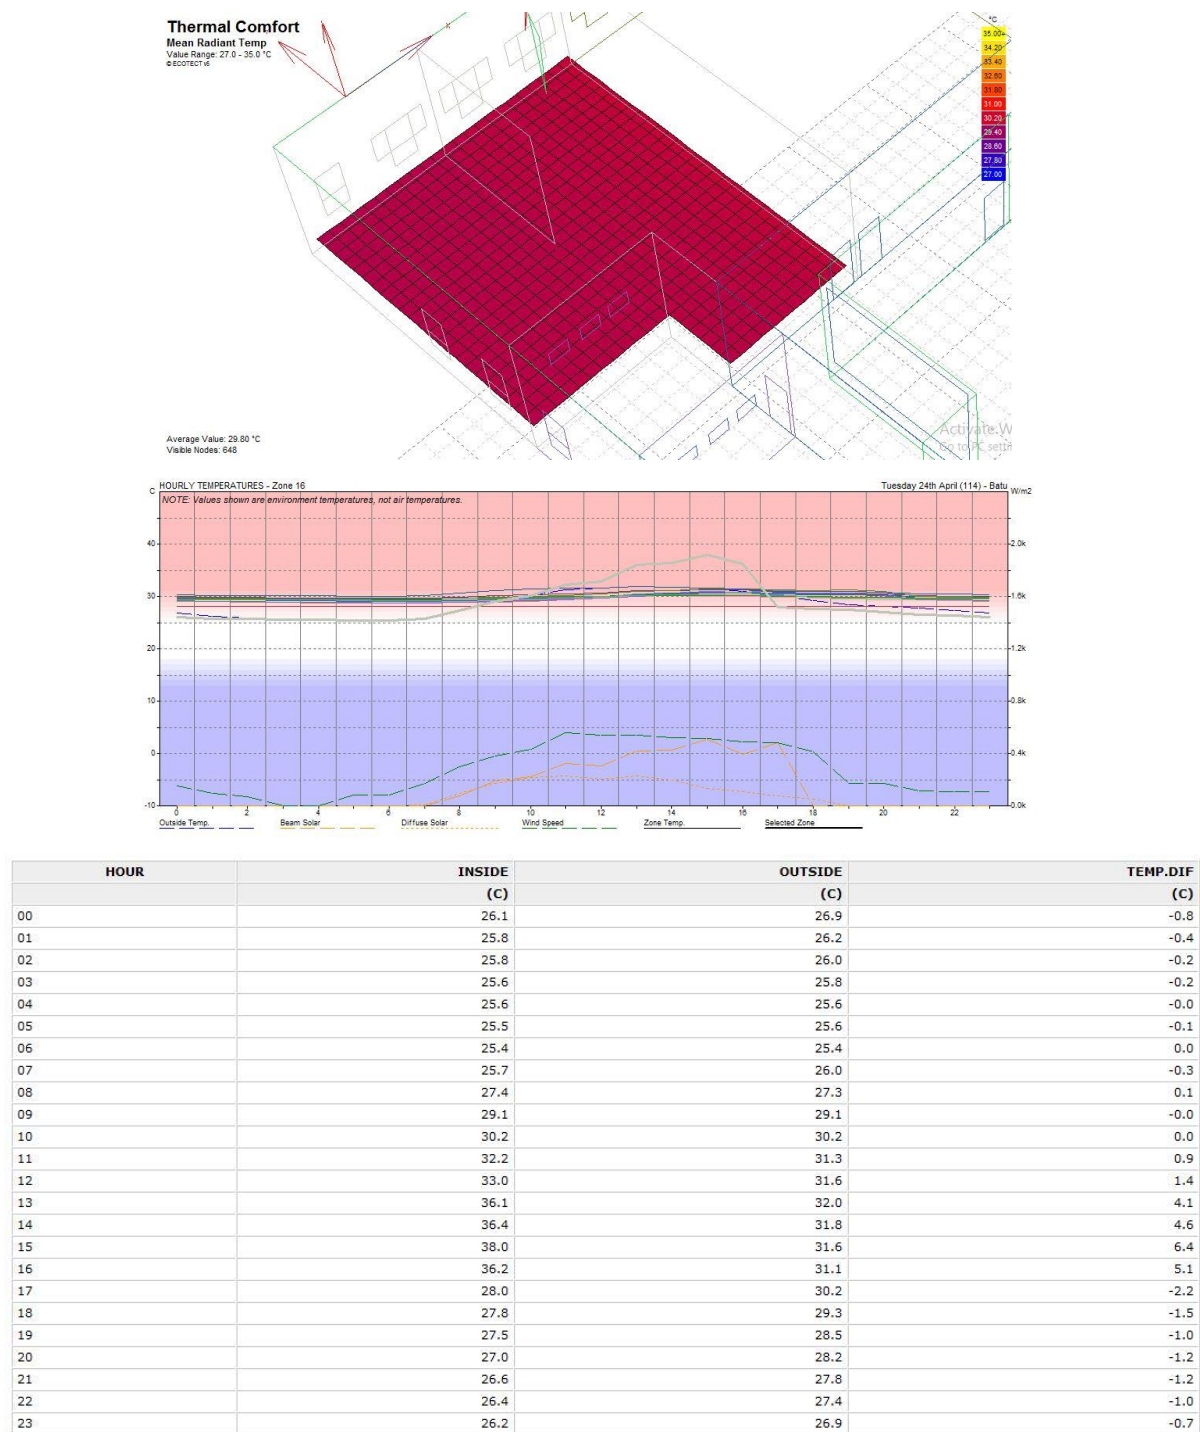 Thermal Comfort
Mean Radiant Temp
Value Range: 27.0 - 35.0 °C
© ECOTECT v6
°C
35.00+
34.20
33.40
32.60
31.80
31.00
30.20
29.40
28.60
27.80
27.00
Activate W
Go to PC setti
Average Value: 29.80 °C
Visible Nodes: 648
HOURLY TEMPERATURES - Zone 16 Tuesday 24th April (114) - Batu
C W/m2
NOTE: Values shown are environment temperatures, not air temperatures.
40 2.0k
30 1.6k
20 1.2k
10 0.8k
0 0.4k
-10 0.0k
0 2 4 6 8 10 12 14 16 18 20 22
Outside Temp. Beam Solar Diffuse Solar Wind Speed Zone Temp. Selected Zone
HOUR INSIDE OUTSIDE TEMP.DIF
(C) (C) (C)
00 26.1 26.9 -0.8
01 25.8 26.2 -0.4
02 25.8 26.0 -0.2
03 25.6 25.8 -0.2
04 25.6 25.6 -0.0
05 25.5 25.6 -0.1
06 25.4 25.4 0.0
07 25.7 26.0 -0.3
08 27.4 27.3 0.1
09 29.1 29.1 -0.0
10 30.2 30.2 0.0
11 32.2 31.3 0.9
12 33.0 31.6 1.4
13 36.1 32.0 4.1
14 36.4 31.8 4.6
15 38.0 31.6 6.4
16 36.2 31.1 5.1
17 28.0 30.2 -2.2
18 27.8 29.3 -1.5
19 27.5 28.5 -1.0
20 27.0 28.2 -1.2
21 26.6 27.8 -1.2
22 26.4 27.4 -1.0
23 26.2 26.9 -0.7